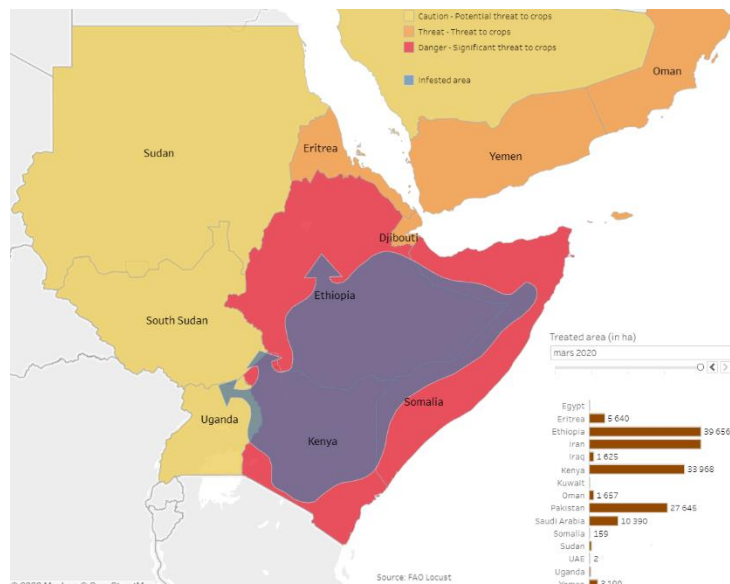 Caution - Potential threat to crops
Threat - Threat to crops
Danger - Significant threat to crops
Infested area
Oman
Sudan
Eritrea
Yemen
Djibouti
Ethiopia
South Sudan
Somalia
Uganda
Kenya
Treated area (in ha)
mars 2020
Egypt
Eritrea 5 640
Ethiopia 39 656
Iran
Iraq 1 625
Kenya 33 968
Kuwait
Oman 1 657
Pakistan 27 645
Saudi Arabia 10 390
Somalia 159
Sudan
UAE 2
Uganda
Source: FAO Locust